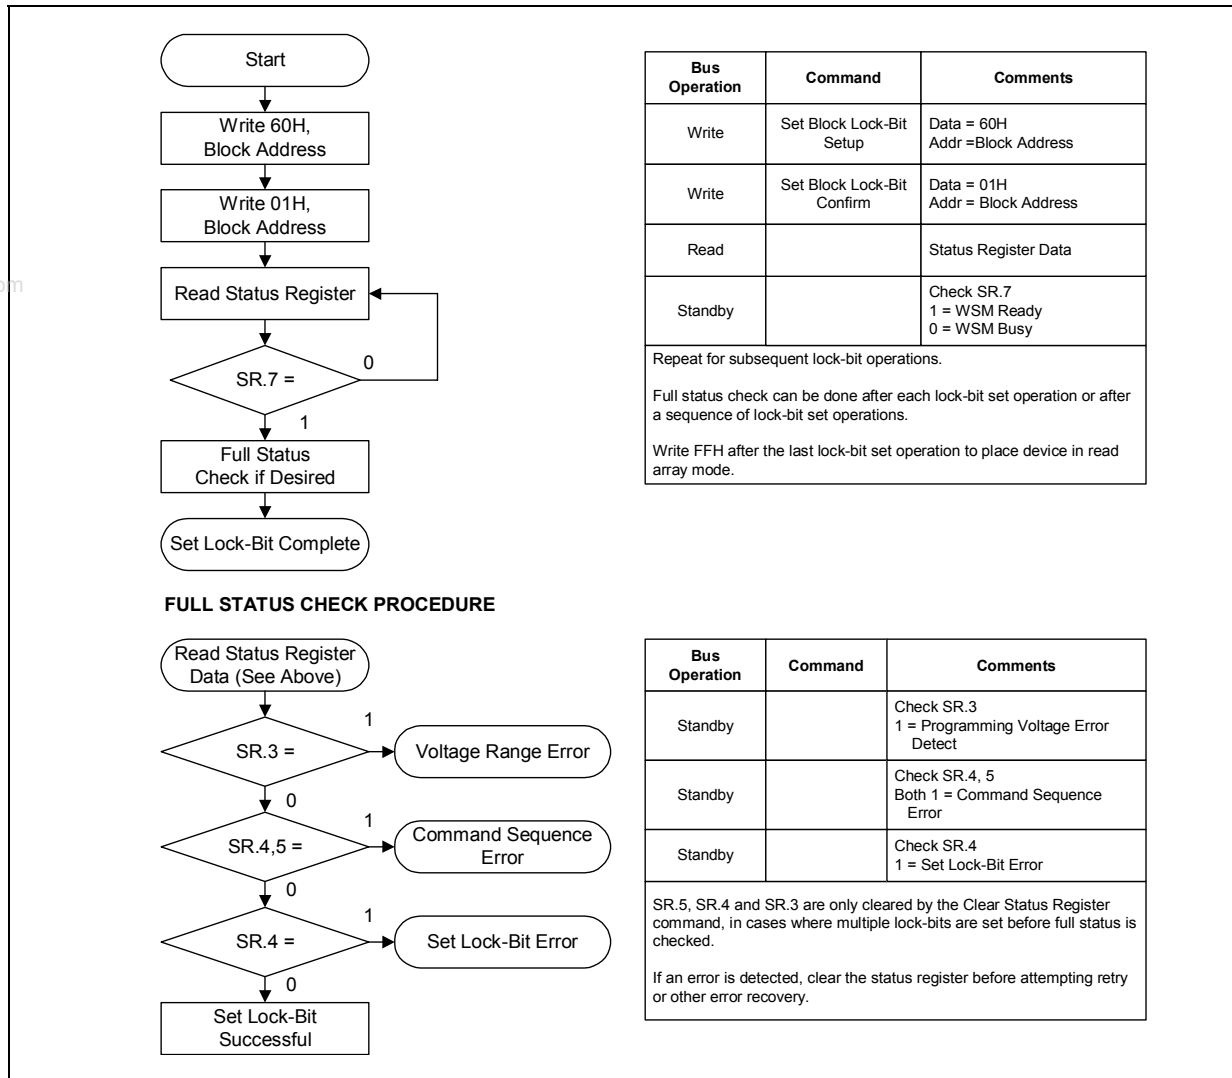 Start
Write 60H,
Block Address
Write 01H,
Block Address
Read Status Register
SR.7 =
0
1
Full Status
Check if Desired
Set Lock-Bit Complete
Bus
Operation
Command
Comments
Write
Set Block Lock-Bit
Setup
Data = 60H
Addr =Block Address
Write
Set Block Lock-Bit
Confirm
Data = 01H
Addr = Block Address
Read
Status Register Data
Standby
Check SR.7
1 = WSM Ready
0 = WSM Busy
Repeat for subsequent lock-bit operations.
Full status check can be done after each lock-bit set operation or after
a sequence of lock-bit set operations.
Write FFH after the last lock-bit set operation to place device in read
array mode.
FULL STATUS CHECK PROCEDURE
Read Status Register
Data (See Above)
SR.3 =
1
Voltage Range Error
0
SR.4,5 =
1
Command Sequence
Error
0
SR.4 =
1
Set Lock-Bit Error
0
Set Lock-Bit
Successful
Bus
Operation
Command
Comments
Standby
Check SR.3
1 = Programming Voltage Error
Detect
Standby
Check SR.4, 5
Both 1 = Command Sequence
Error
Standby
Check SR.4
1 = Set Lock-Bit Error
SR.5, SR.4 and SR.3 are only cleared by the Clear Status Register
command, in cases where multiple lock-bits are set before full status is
checked.
If an error is detected, clear the status register before attempting retry
or other error recovery.